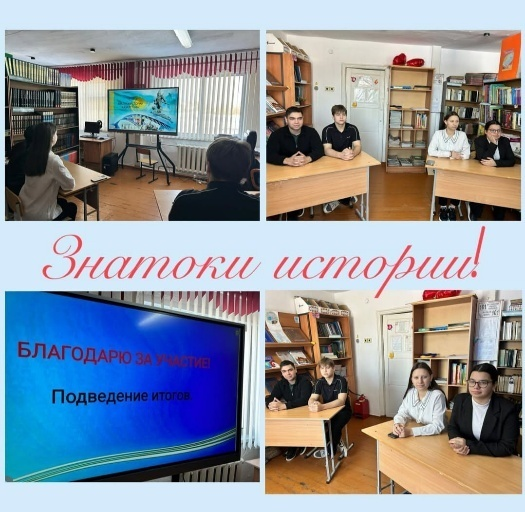 Знатоки истории!
БЛАГОДАРЮ ЗА УЧАСТИЕ!
Подведение итогов